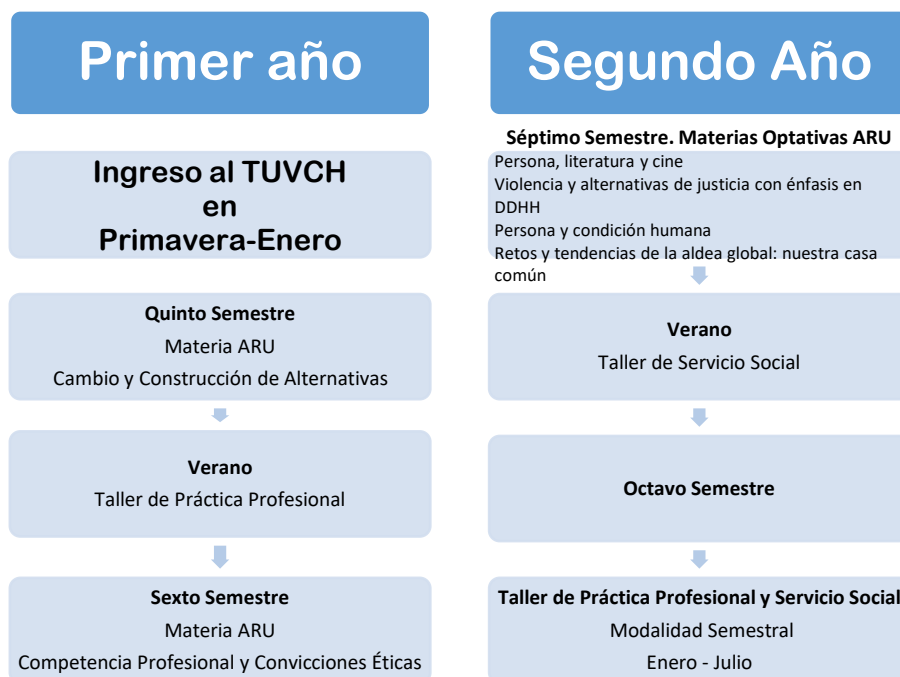 Primer año
Ingreso al TUVCH
en
Primavera-Enero
Quinto Semestre
Materia ARU
Cambio y Construcción de Alternativas
Verano
Taller de Práctica Profesional
Sexto Semestre
Materia ARU
Competencia Profesional y Convicciones Éticas
Segundo Año
Séptimo Semestre. Materias Optativas ARU
Persona, literatura y cine
Violencia y alternativas de justicia con énfasis en
DDHH
Persona y condición humana
Retos y tendencias de la aldea global: nuestra casa
común
Verano
Taller de Servicio Social
Octavo Semestre
Taller de Práctica Profesional y Servicio Social
Modalidad Semestral
Enero - Julio